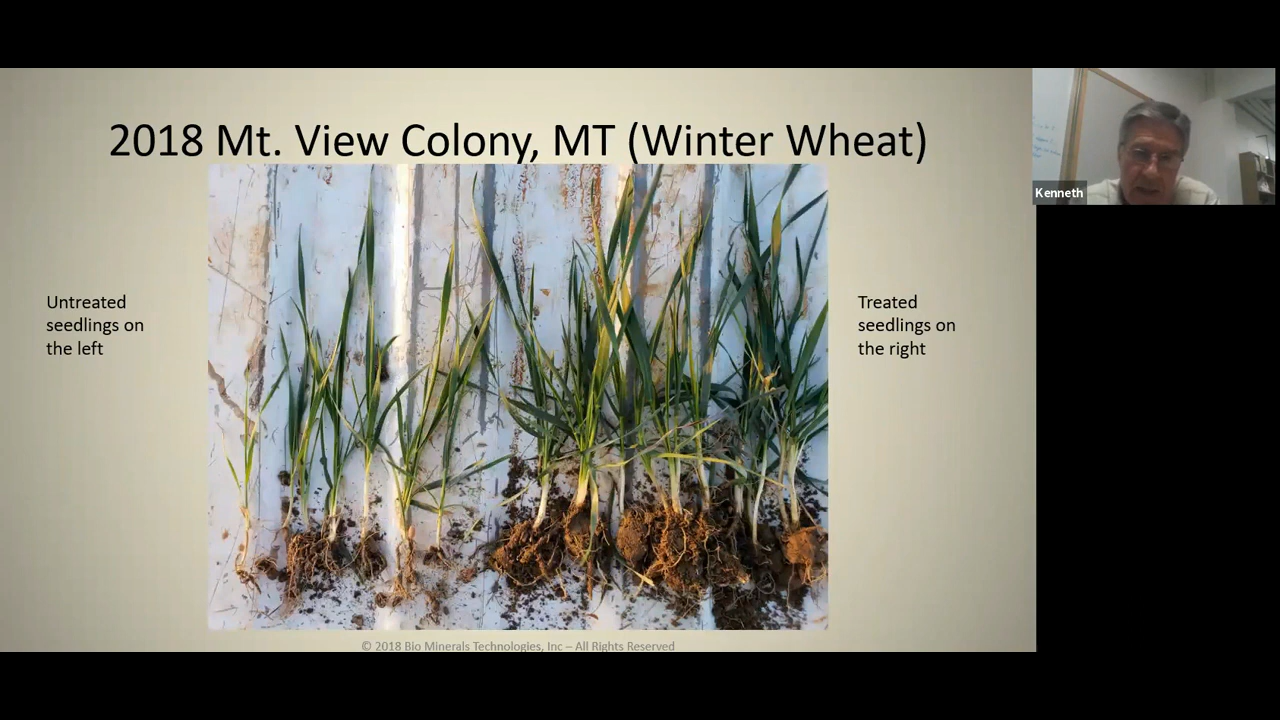 2018 Mt. View Colony, MT (Winter Wheat)
Kenneth
Untreated
seedlings on
the left
Treated
seedlings on
the right
© 2018 Bio Minerals Technologies, Inc – All Rights Reserved